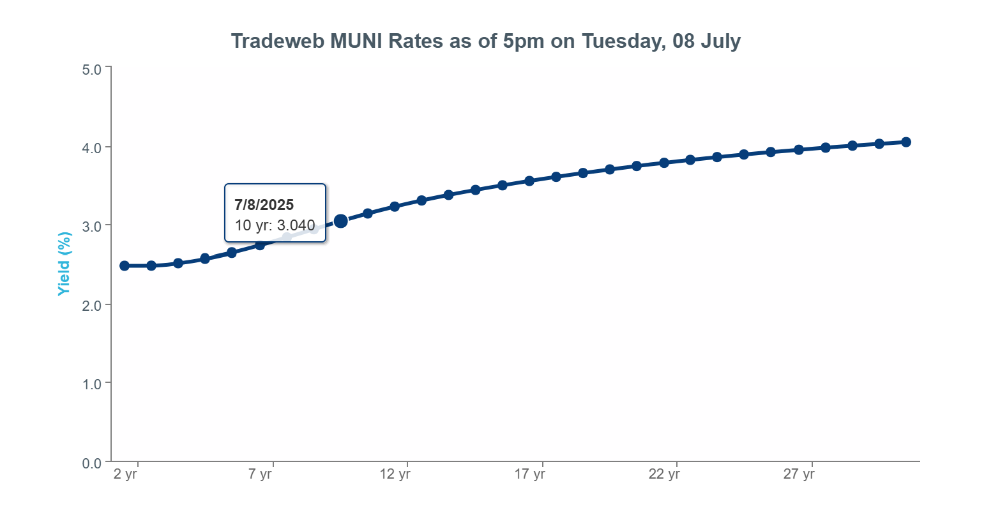 Tradeweb MUNI Rates as of 5pm on Tuesday, 08 July
5.0
4.0
3.0
2.0
1.0
0.0
Yield (%)
7/8/2025
10 yr: 3.040
2 yr
7 yr
12 yr
17 yr
22 yr
27 yr